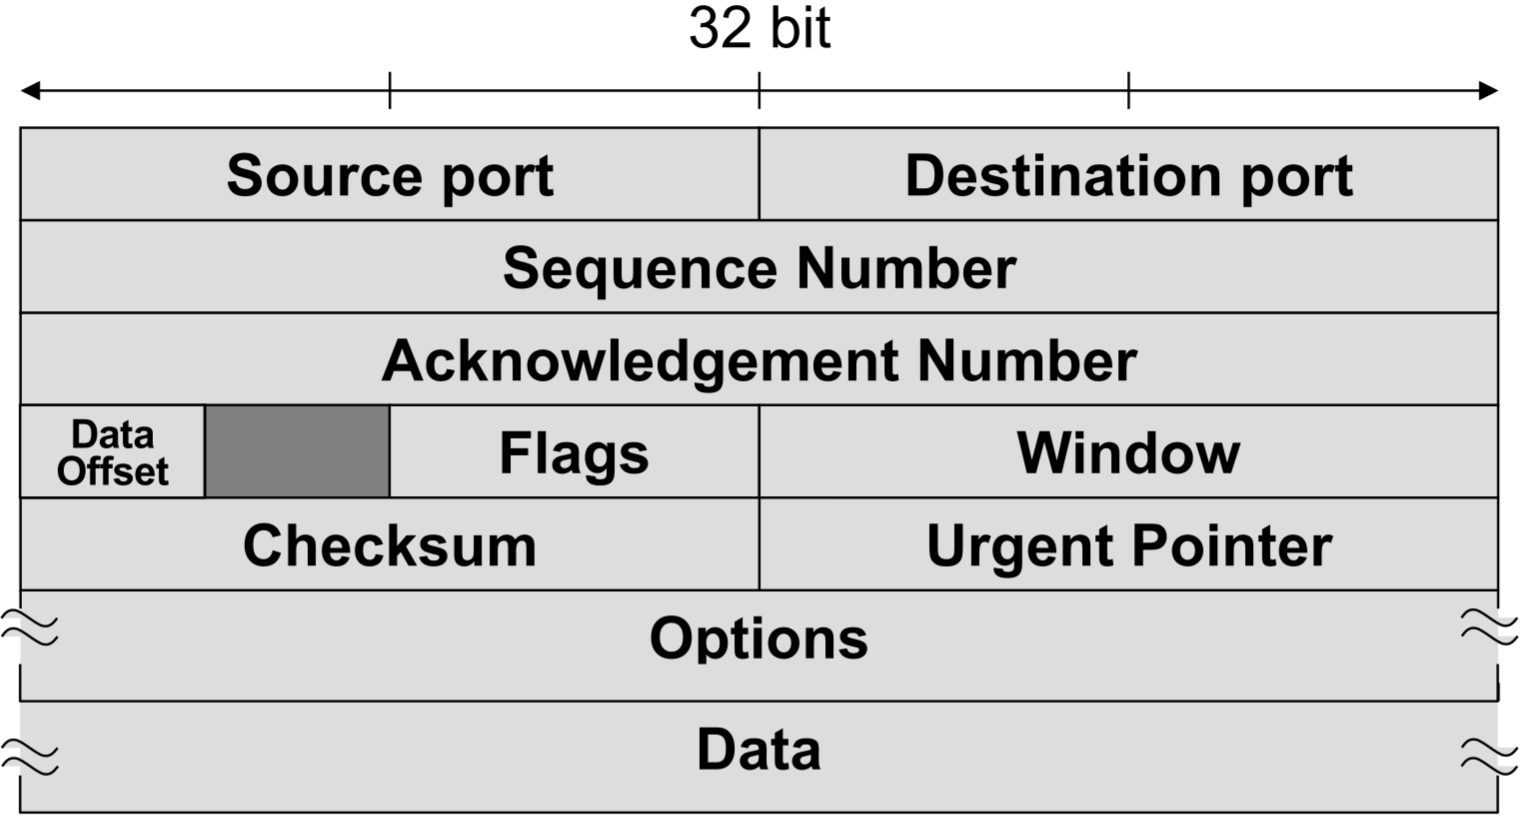 32 bit
Source port
Destination port
Sequence Number
Acknowledgement Number
Data
Offset
Flags
Window
Checksum
Urgent Pointer
Options
Data